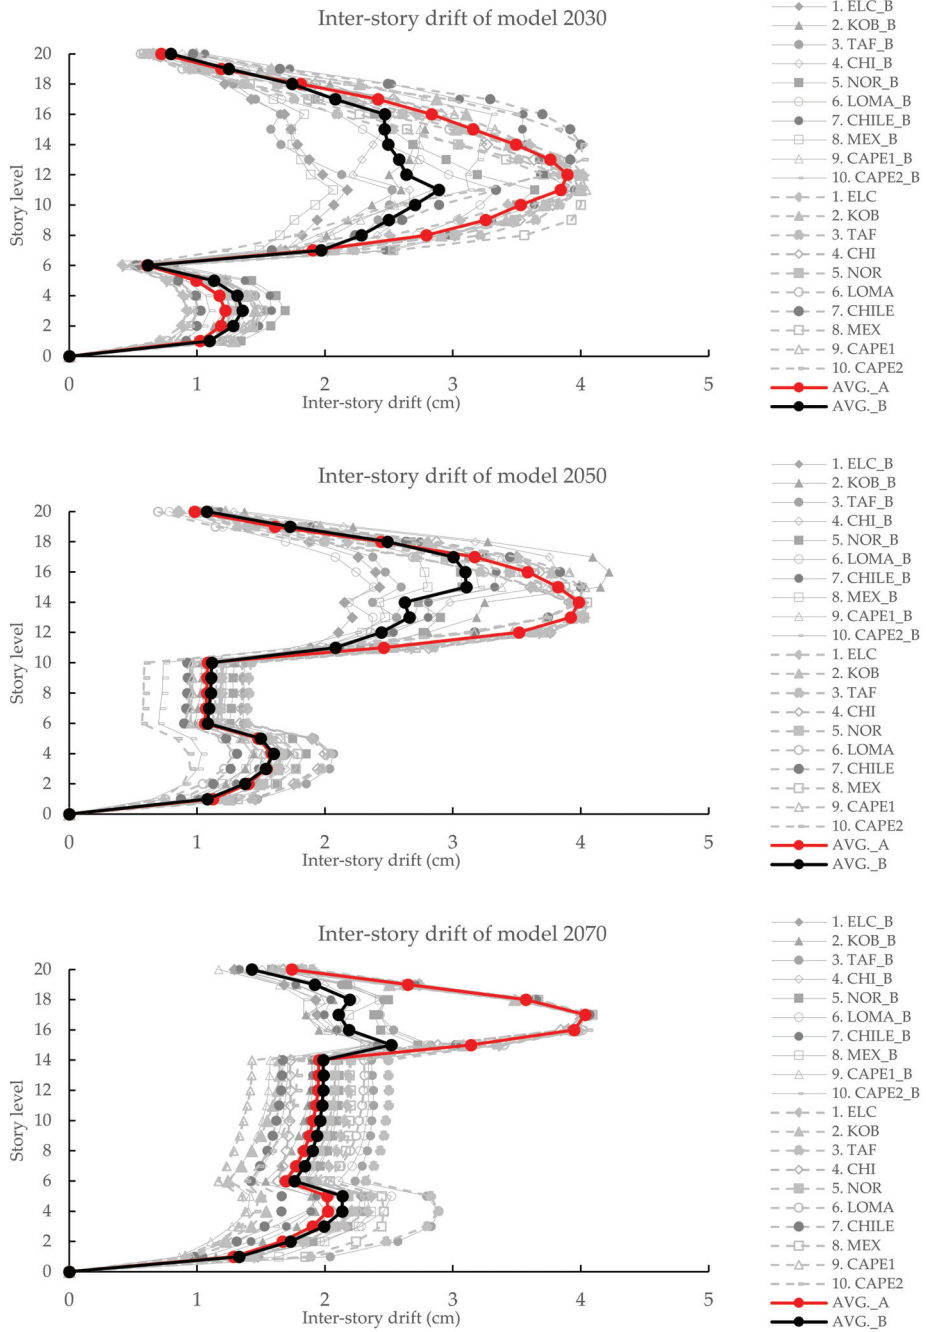 Inter-story drift of model 2030
Story level
20
18
16
14
12
10
8
6
4
2
0
0 1 2 3 4 5
Inter-story drift (cm)
1. ELC_B
2. KOB_B
3. TAF_B
4. CHI_B
5. NOR_B
6. LOMA_B
7. CHILE_B
8. MEX_B
9. CAPE1_B
10. CAPE2_B
1. ELC
2. KOB
3. TAF
4. CHI
5. NOR
6. LOMA
7. CHILE
8. MEX
9. CAPE1
10. CAPE2
AVG._A
AVG._B
Inter-story drift of model 2050
Story level
20
18
16
14
12
10
8
6
4
2
0
0 1 2 3 4 5
Inter-story drift (cm)
1. ELC_B
2. KOB_B
3. TAF_B
4. CHI_B
5. NOR_B
6. LOMA_B
7. CHILE_B
8. MEX_B
9. CAPE1_B
10. CAPE2_B
1. ELC
2. KOB
3. TAF
4. CHI
5. NOR
6. LOMA
7. CHILE
8. MEX
9. CAPE1
10. CAPE2
AVG._A
AVG._B
Inter-story drift of model 2070
Story level
20
18
16
14
12
10
8
6
4
2
0
0 1 2 3 4 5
Inter-story drift (cm)
1. ELC_B
2. KOB_B
3. TAF_B
4. CHI_B
5. NOR_B
6. LOMA_B
7. CHILE_B
8. MEX_B
9. CAPE1_B
10. CAPE2_B
1. ELC
2. KOB
3. TAF
4. CHI
5. NOR
6. LOMA
7. CHILE
8. MEX
9. CAPE1
10. CAPE2
AVG._A
AVG._B